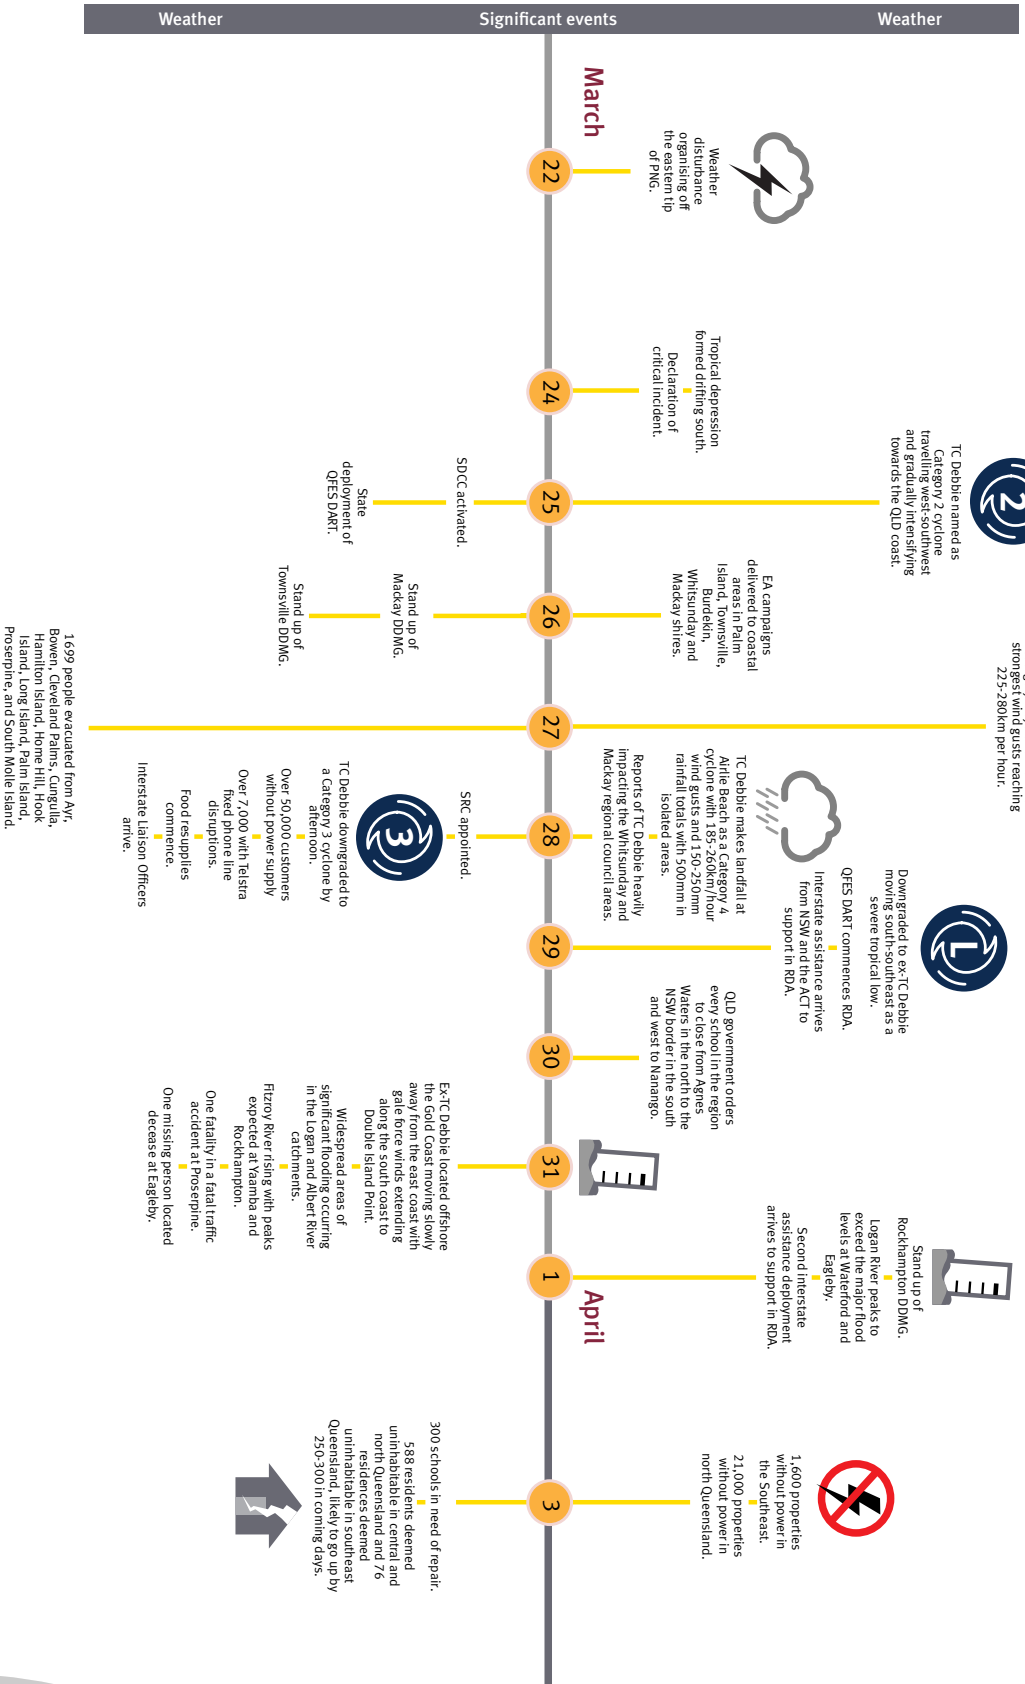 Weather
Significant events
Weather
March
22
Weather
disturbance
organising off
the eastern tip
of PNG.
24
Tropical depression
formed drifting south.
Declaration of
critical incident.
25
2
TC Debbie named as
Category 2 cyclone
travelling west-southwest
and gradually intensifying
towards the QLD coast.
SDCC activated.
State
deployment of
QFES DART.
26
EA campaigns
delivered to coastal
areas in Palm
Island, Townsville,
Burdekin,
Whitsunday and
Mackay shires.
Stand up of
Mackay DDMG.
Stand up of
Townsville DDMG.
27
strongest wind gusts reaching
225-280km per hour.
1699 people evacuated from Ayr,
Bowen, Cleveland Palms, Cungulla,
Hamilton Island, Home Hill, Hook
Island, Long Island, Palm Island,
Proserpine, and South Molle Island.
28
TC Debbie makes landfall at
Airlie Beach as a Category 4
cyclone with 185-260km/hour
wind gusts and 150-250mm
rainfall totals with 500mm in
isolated areas.
Reports of TC Debbie heavily
impacting the Whitsunday and
Mackay regional council areas.
SRC appointed.
3
TC Debbie downgraded to
a Category 3 cyclone by
afternoon.
Over 50,000 customers
without power supply
Over 7,000 with Telstra
fixed phone line
disruptions.
Food resupplies
commence.
Interstate Liaison Officers
arrive.
29
L
Downgraded to ex-TC Debbie
moving south-southeast as a
severe tropical low.
QFES DART commences RDA.
Interstate assistance arrives
from NSW and the ACT to
support in RDA.
30
QLD government orders
every school in the region
to close from Agnes
Waters in the north to the
NSW border in the south
and west to Nanango.
31
Ex-TC Debbie located offshore
the Gold Coast moving slowly
away from the east coast with
gale force winds extending
along the south coast to
Double Island Point.
Widespread areas of
significant flooding occurring
in the Logan and Albert River
catchments.
Fitzroy River rising with peaks
expected at Yaamba and
Rockhampton.
One fatality in a fatal traffic
accident at Proserpine.
One missing person located
decease at Eagleby.
1
April
Stand up of
Rockhampton DDMG.
Logan River peaks to
exceed the major flood
levels at Waterford and
Eagleby.
Second interstate
assistance deployment
arrives to support in RDA.
3
1,600 properties
without power in
the Southeast.
21,000 properties
without power in
north Queensland.
300 schools in need of repair.
588 residents deemed
uninhabitable in central and
north Queensland and 76
residences deemed
uninhabitable in southeast
Queensland, likely to go up by
250-300 in coming days.